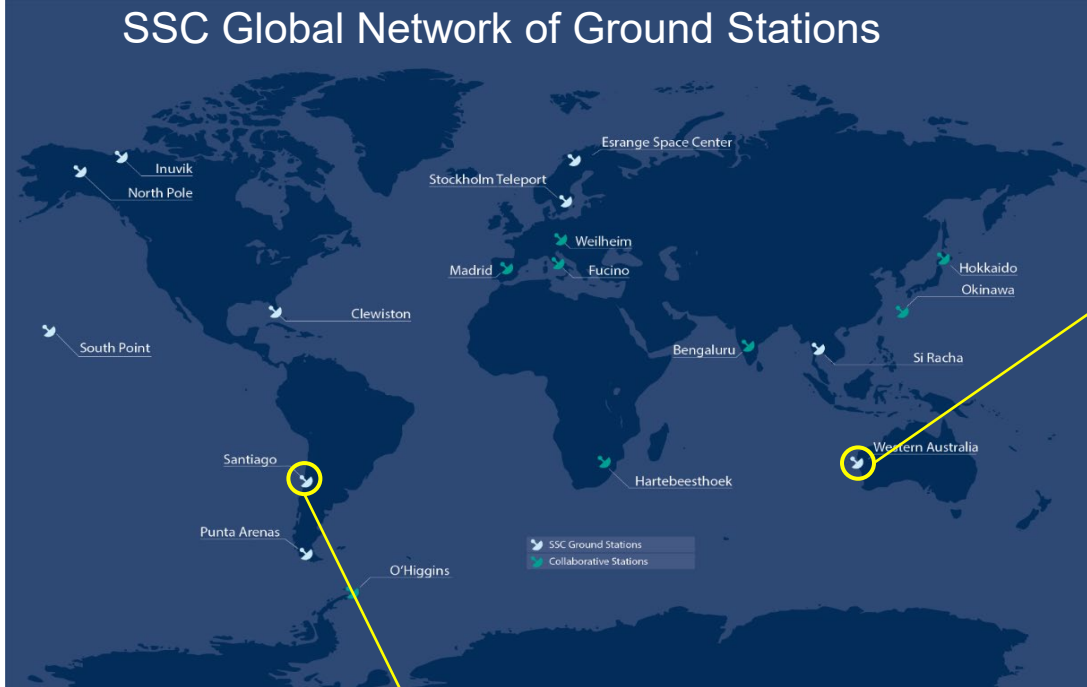 SSC Global Network of Ground Stations
Esrange Space Center
Inuvik
Stockholm Teleport
North Pole
Weilheim
Madrid
Fucino
Hokkaido
Okinawa
Clewiston
South Point
Bengaluru
Si Racha
Western Australia
Santiago
Hartebeesthoek
Punta Arenas
SSC Ground Stations
Collaborative Stations
O'Higgins